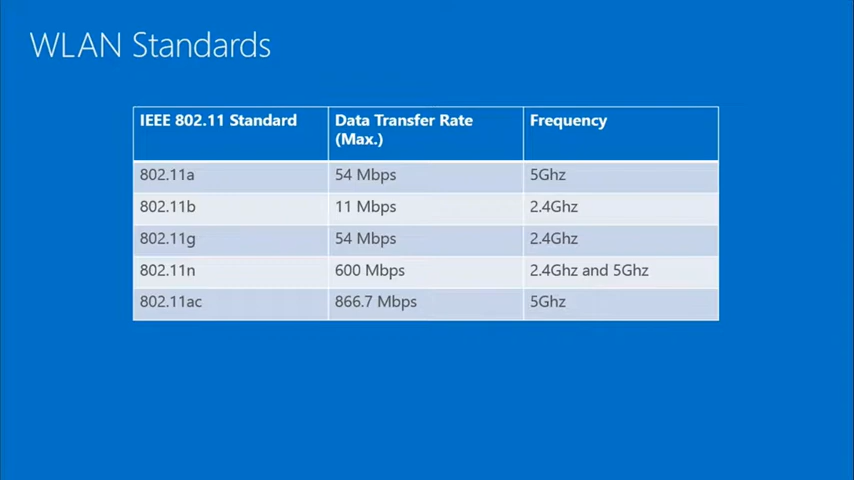 WLAN Standards
IEEE 802.11 Standard Data Transfer Rate (Max.) Frequency
802.11a 54 Mbps 5Ghz
802.11b 11 Mbps 2.4Ghz
802.11g 54 Mbps 2.4Ghz
802.11n 600 Mbps 2.4Ghz and 5Ghz
802.11ac 866.7 Mbps 5Ghz